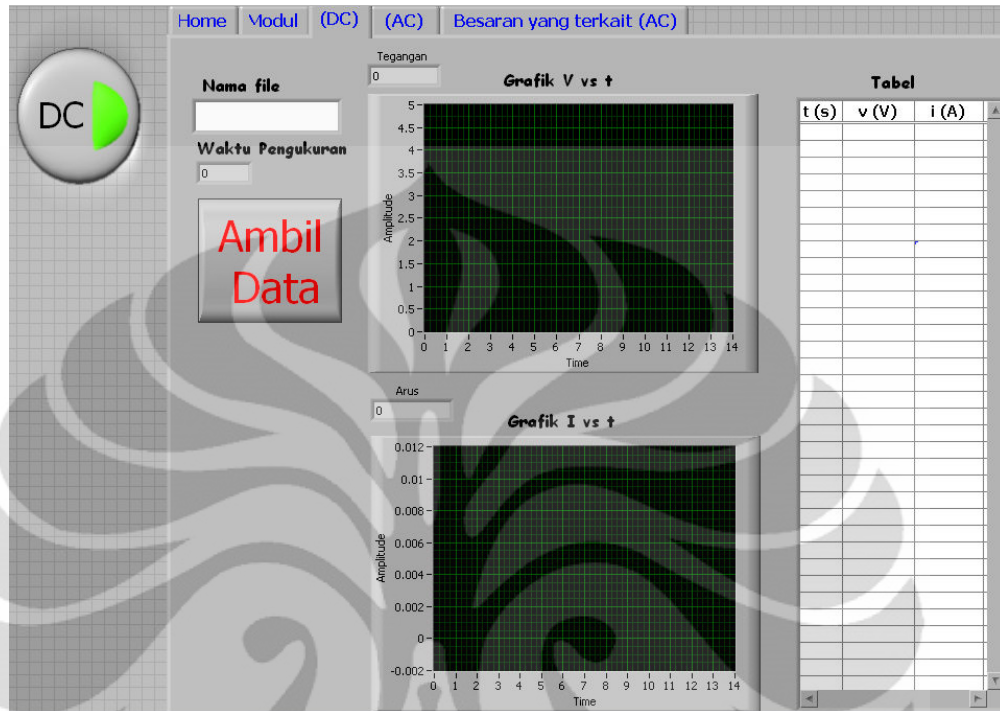 Home Modul (DC) (AC) Besaran yang terkait (AC)
DC
Nama file
Waktu Pengukuran
0
Ambil
Data
Tegangan
0
Grafik V vs t
Amplitude
5
4.5
4
3.5
3
2.5
2
1.5
1
0.5
0
0 1 2 3 4 5 6 7 8 9 10 11 12 13 14
Time
Arus
0
Grafik I vs t
Amplitude
0.012
0.01
0.008
0.006
0.004
0.002
0
-0.002
0 1 2 3 4 5 6 7 8 9 10 11 12 13 14
Time
Tabel
t (s) v (V) i (A)